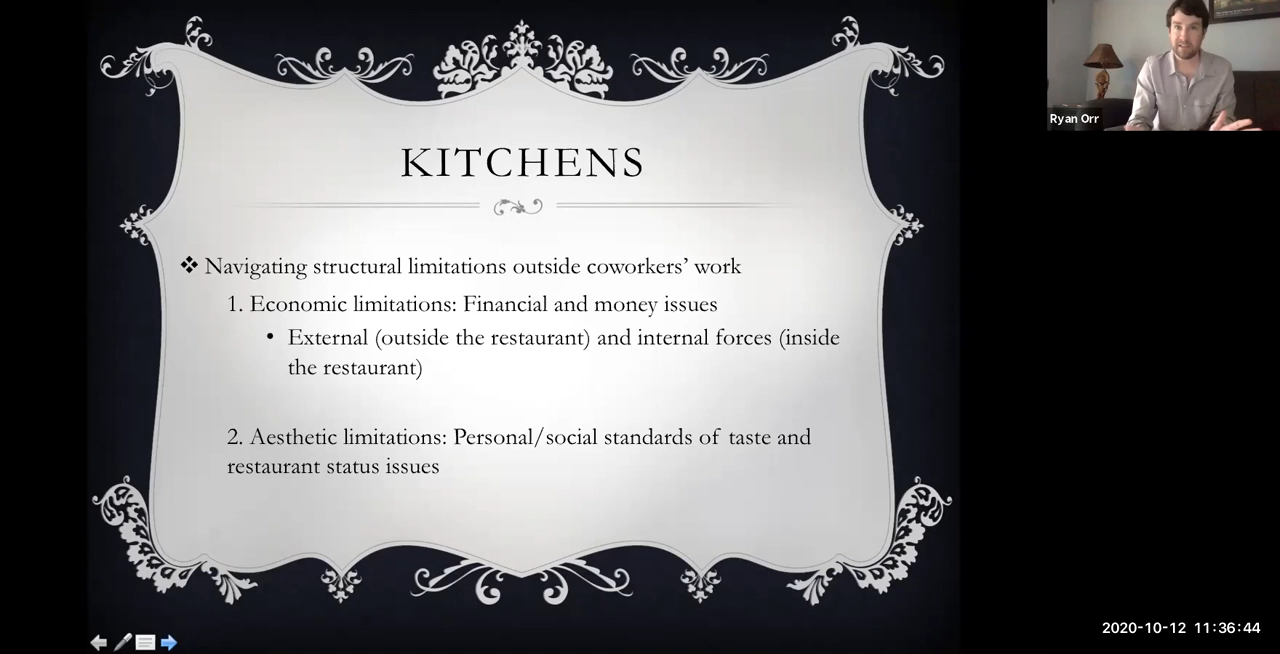 Ryan Orr
KITCHENS
❖ Navigating structural limitations outside coworkers’ work
1. Economic limitations: Financial and money issues
• External (outside the restaurant) and internal forces (inside
the restaurant)
2. Aesthetic limitations: Personal/social standards of taste and
restaurant status issues
2020-10-12 11:36:44